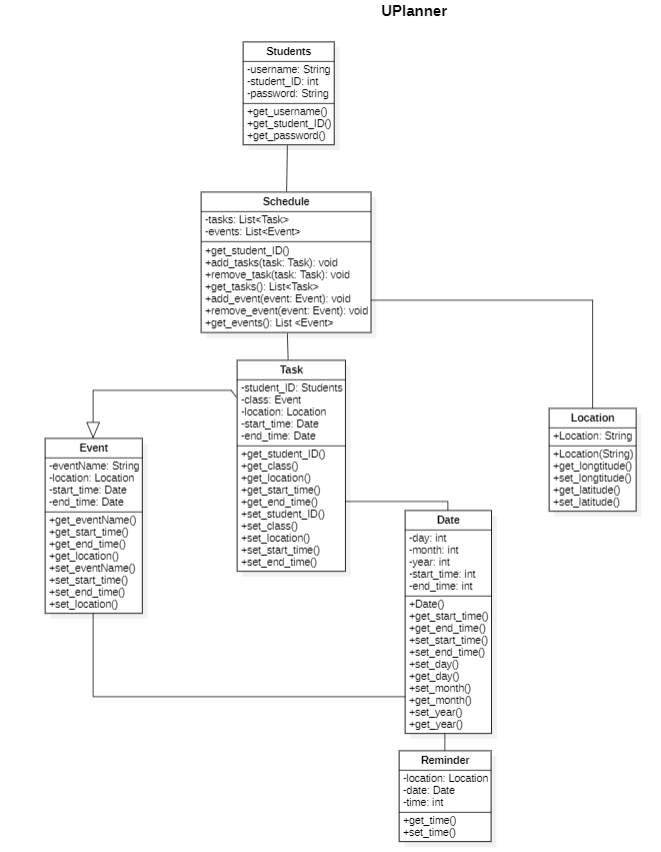 UPlanner
Students
-username: String
-student_ID: int
-password: String
+get_username()
+get_student_ID()
+get_password()
Schedule
-tasks: List<Task>
-events: List<Event>
+get_student_ID()
+add_tasks(task: Task): void
+remove_task(task: Task): void
+get_tasks(): List<Task>
+add_event(event: Event): void
+remove_event(event: Event): void
+get_events(): List <Event>
Task
-student_ID: Students
-class: Event
-location: Location
-start_time: Date
-end_time: Date
+get_student_ID()
+get_class()
+get_location()
+get_start_time()
+get_end_time()
+set_student_ID()
+set_class()
+set_location()
+set_start_time()
+set_end_time()
Location
+Location: String
+Location(String)
+get_longtitude()
+set_longtitude()
+get_latitude()
+set_latitude()
Event
-eventName: String
-location: Location
-start_time: Date
-end_time: Date
+get_eventName()
+get_start_time()
+get_end_time()
+get_location()
+set_eventName()
+set_start_time()
+set_end_time()
+set_location()
Date
-day: int
-month: int
-year: int
-start_time: int
-end_time: int
+Date()
+get_start_time()
+get_end_time()
+set_start_time()
+set_end_time()
+set_day()
+get_day()
+set_month()
+get_month()
+set_year()
+get_year()
Reminder
-location: Location
-date: Date
-time: int
+get_time()
+set_time()